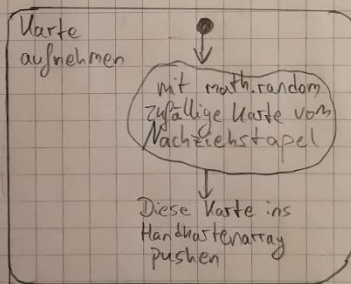 Karte
aufnehmen
mit math.random
zufällige Karte vom
Nachziehstapel
Diese Karte ins
Handkartenarray
pushen